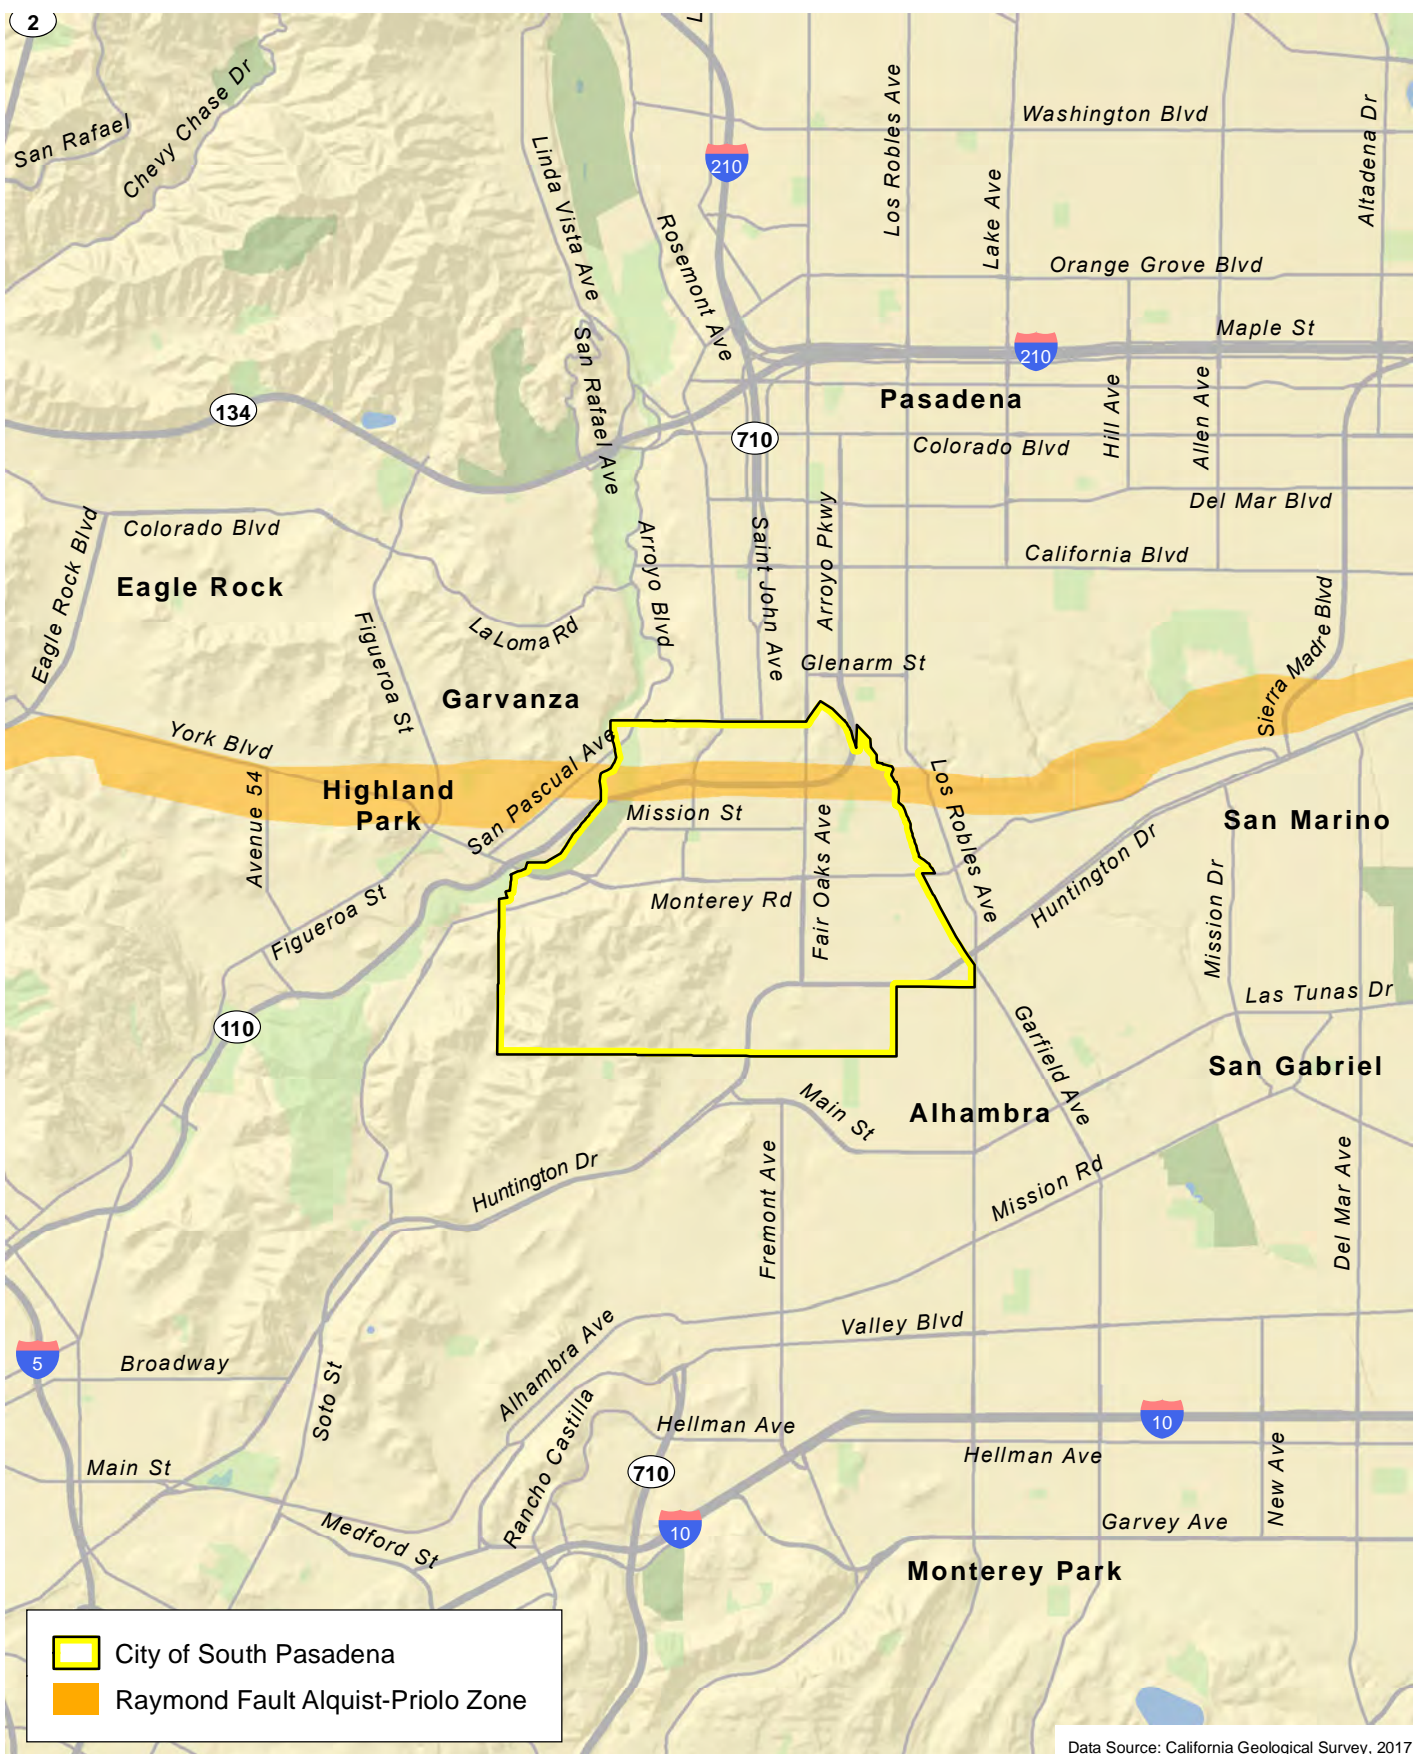 2
San Rafael
Chevy Chase Dr
Linda Vista Ave
L
210
Los Robles Ave
Washington Blvd
Altadena Dr
Lake Ave
Rosemont Ave
Orange Grove Blvd
Maple St
210
San Rafael Ave
134
Pasadena
Hill Ave
Allen Ave
710
Colorado Blvd
Del Mar Blvd
Eagle Rock Blvd
Colorado Blvd
Arroyo Blvd
Saint John Ave
Arroyo Pkwy
California Blvd
Eagle Rock
Figueroa St
La Loma Rd
Glenarm St
Sierra Madre Blvd
Garvanza
York Blvd
San Pascual Ave
Avenue 54
Highland
Park
Mission St
Los Robles Ave
San Marino
Fair Oaks Ave
Huntington Dr
Mission Dr
Figueroa St
Monterey Rd
Las Tunas Dr
110
Garfield Ave
San Gabriel
Main St
Alhambra
Huntington Dr
Fremont Ave
Mission Rd
Del Mar Ave
Valley Blvd
Alhambra Ave
5
Broadway
Soto St
Rancho Castilla
Hellman Ave
10
Hellman Ave
New Ave
Main St
710
Medford St
10
Garvey Ave
Monterey Park
City of South Pasadena
Raymond Fault Alquist-Priolo Zone
Data Source: California Geological Survey, 2017